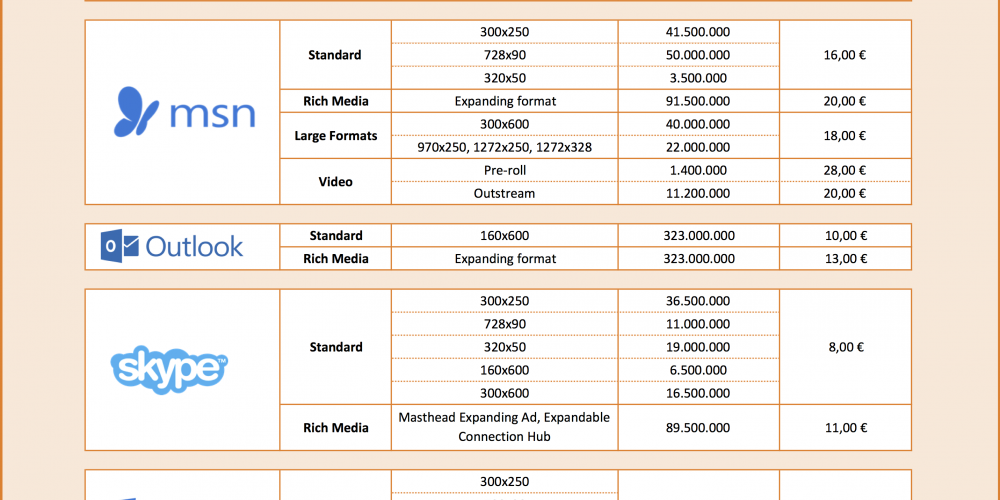 msn
Standard
300x250 41.500.000
728x90 50.000.000 16,00 €
320x50 3.500.000
Rich Media Expanding format 91.500.000 20,00 €
Large Formats
300x600 40.000.000
970x250, 1272x250, 1272x328 22.000.000
18,00 €
Video
Pre-roll 1.400.000 28,00 €
Outstream 11.200.000 20,00 €
Outlook
Standard 160x600 323.000.000 10,00 €
Rich Media Expanding format 323.000.000 13,00 €
skype™
Standard
300x250 36.500.000
728x90 11.000.000
320x50 19.000.000
160x600 6.500.000
300x600 16.500.000
8,00 €
Rich Media
Masthead Expanding Ad, Expandable
Connection Hub
89.500.000 11,00 €
300x250